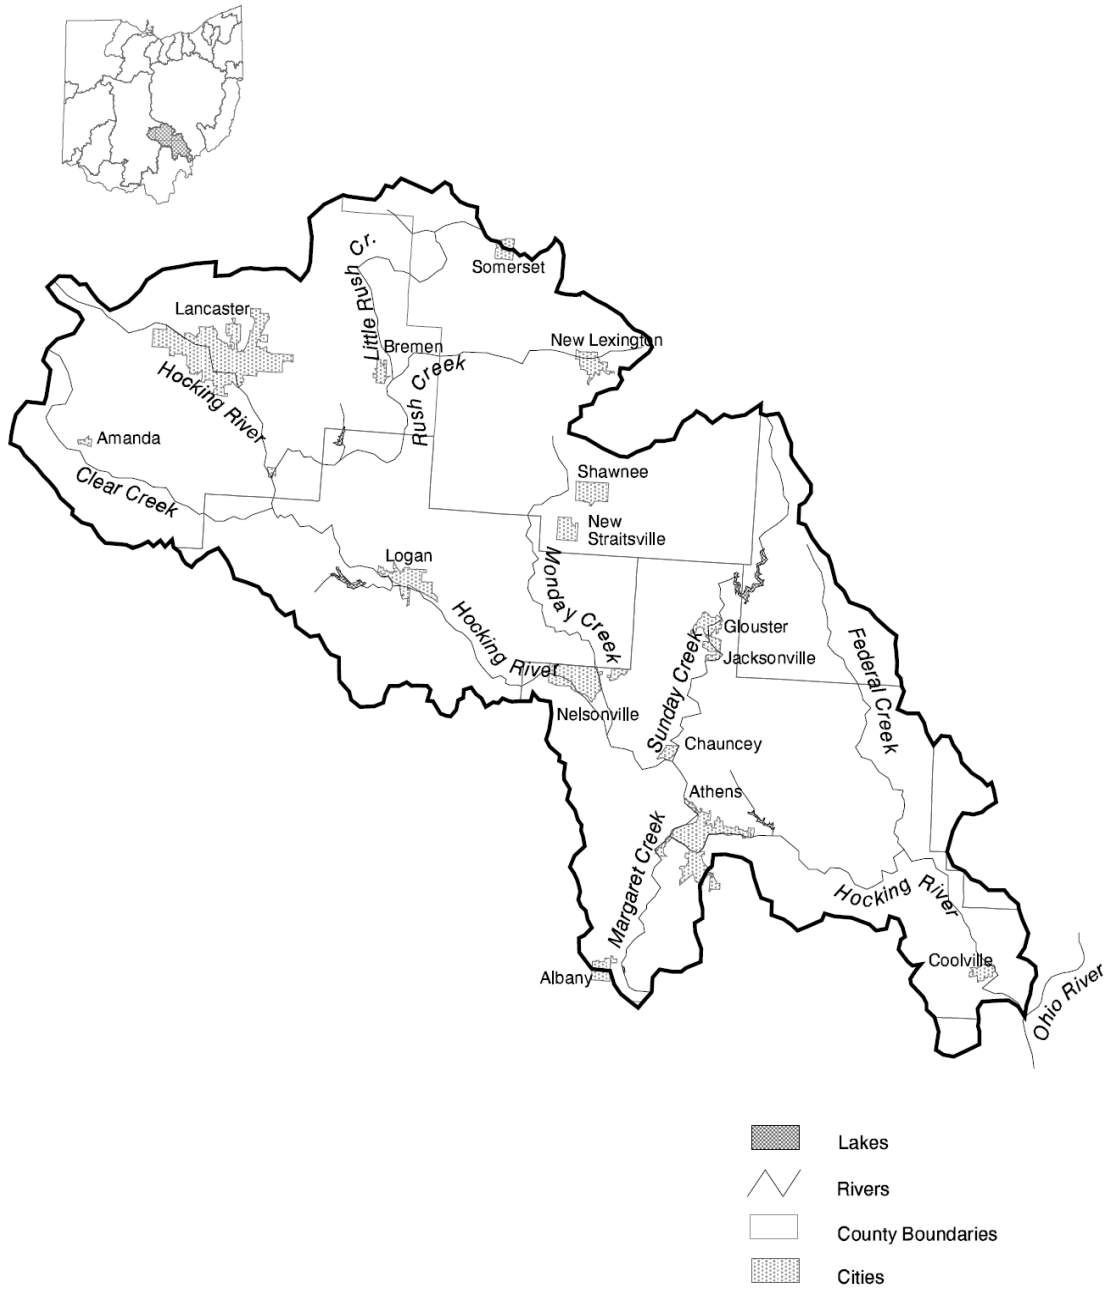 Little Rush Cr.
Somerset
Lancaster
New Lexington
Bremen
Rush Creek
Hocking River
Amanda
Clear Creek
Shawnee
New
Straitsville
Logan
Monday Creek
Hocking River
Glouster
Jacksonville
Federal Creek
Sunday Creek
Nelsonville
Chauncey
Athens
Margaret Creek
Hocking River
Albany
Coolville
Ohio River
Lakes
Rivers
County Boundaries
Cities